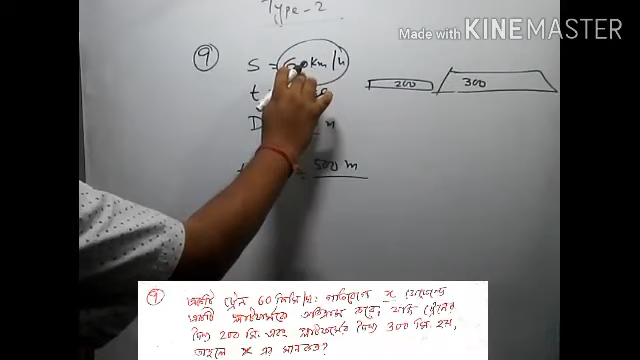 Type-2
Made with KINEMASTER
9
S = 60 Km/h
200
300
t
D
m
= 500 m
9) একটি ট্রেন 60 কিমি/ঘ: গতিবেগে x সেকেন্ডে
একটি প্লাটফর্মকে অতিক্রম করে, যদি ট্রেনের
দৈর্ঘ্য 200 মি. এবং প্লাটফর্মের দৈর্ঘ্য 300 মি. হয়,
তাহলে x এর মান কত?